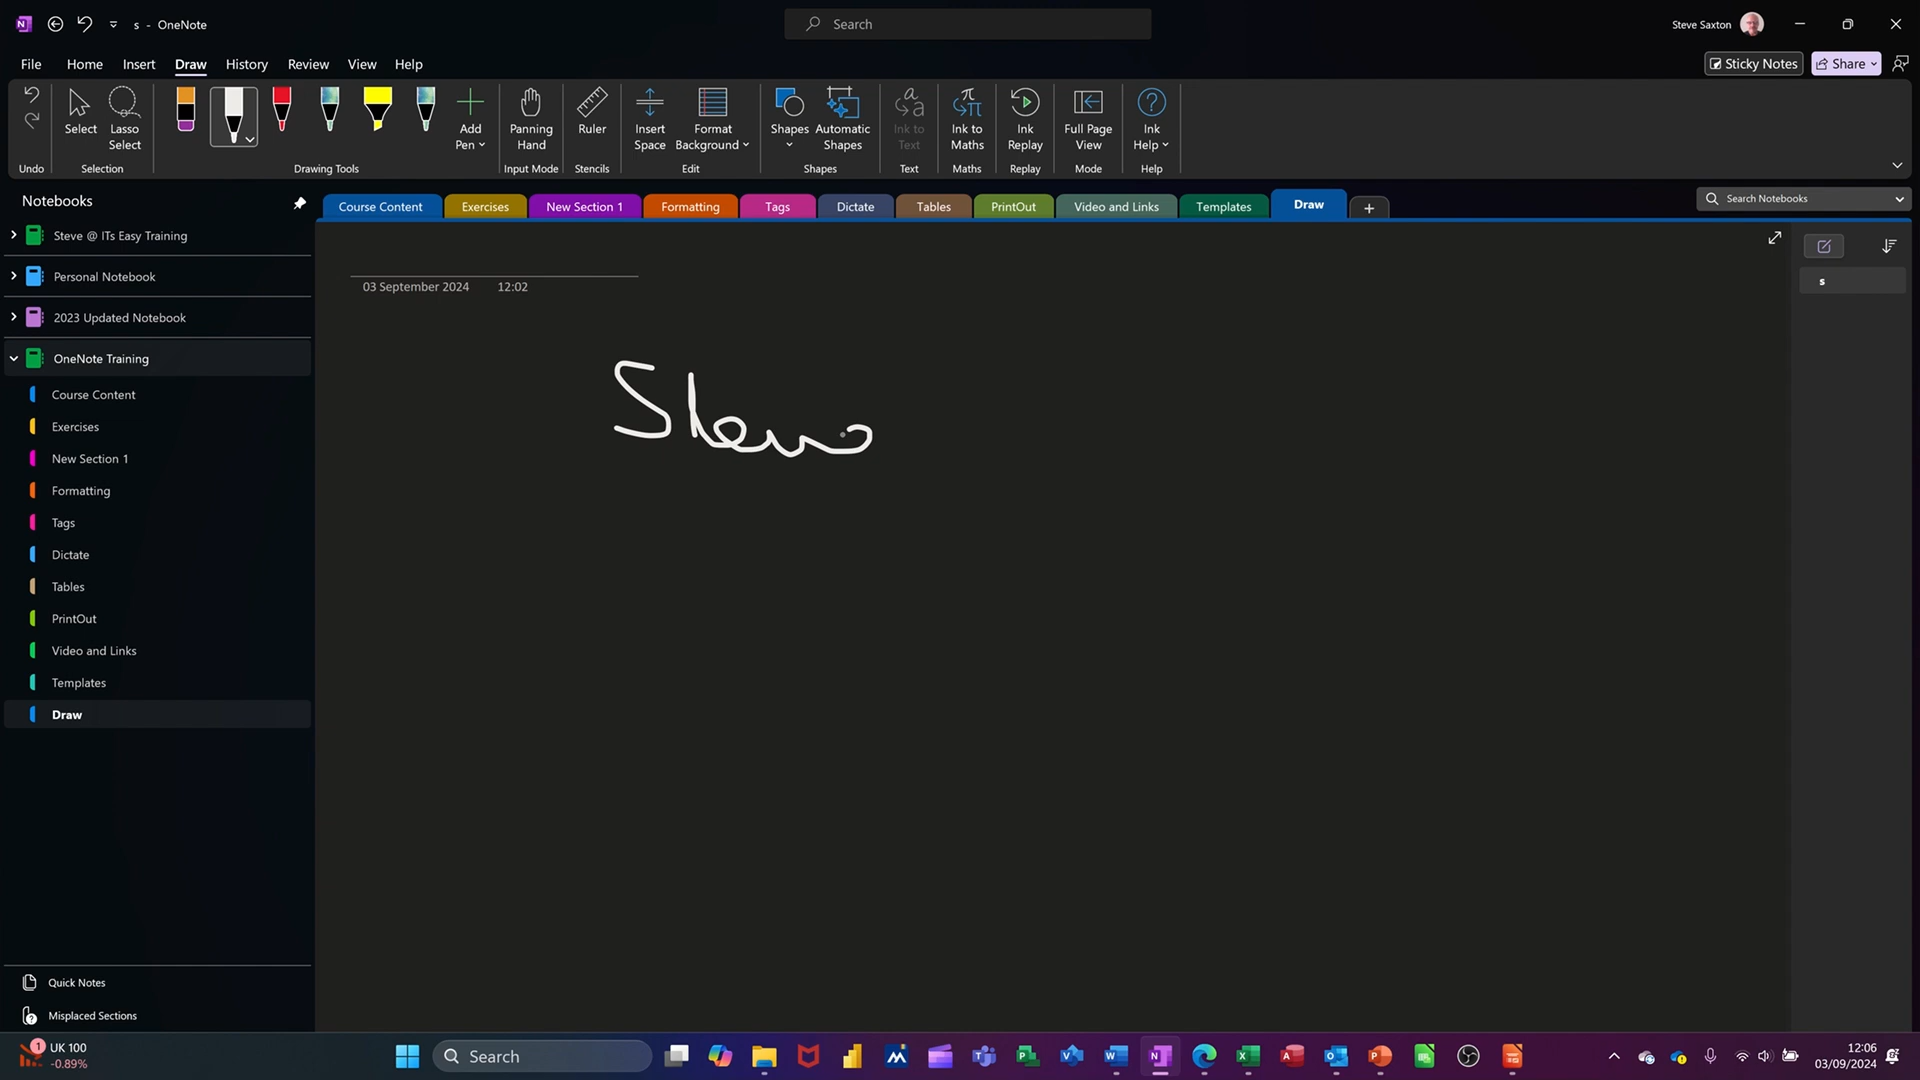 s - OneNote
Search
Steve Saxton
File Home Insert Draw History Review View Help
Sticky Notes
Share
Select
Lasso Select
Add Pen
Panning Hand
Ruler
Insert Space
Format Background
Shapes
Automatic Shapes
Ink to Text
Ink to Maths
Ink Replay
Full Page View
Ink Help
Undo Selection Drawing Tools Input Mode Stencils Edit Shapes Text Maths Replay Mode Help
Notebooks
Course Content Exercises New Section 1 Formatting Tags Dictate Tables PrintOut Video and Links Templates Draw
Search Notebooks
Steve @ ITs Easy Training
Personal Notebook
2023 Updated Notebook
OneNote Training
Course Content
Exercises
New Section 1
Formatting
Tags
Dictate
Tables
PrintOut
Video and Links
Templates
Draw
Quick Notes
Misplaced Sections
03 September 2024 12:02
s
1
UK 100
-0.89%
Search
12:06
03/09/2024